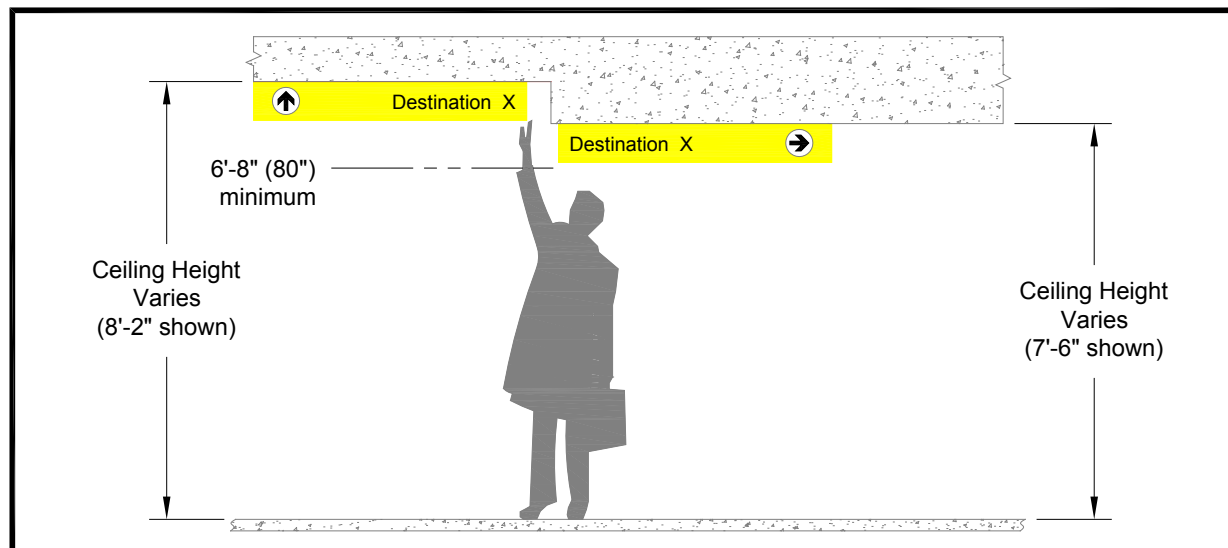 Destination  X
Destination  X
6'-8" (80")
minimum
Ceiling Height
Varies
(8'-2" shown)
Ceiling Height
Varies
(7'-6" shown)